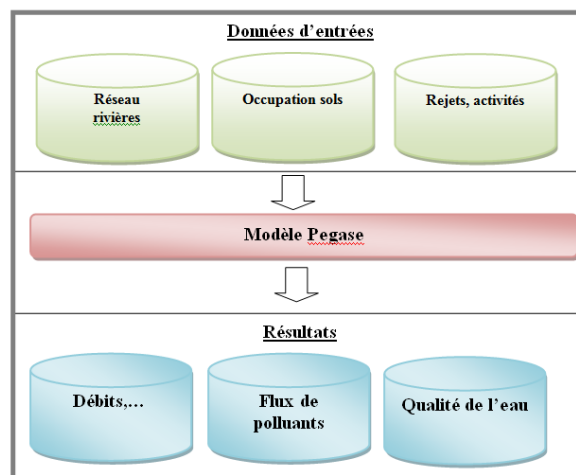 Données d'entrées
Réseau
rivières
Occupation sols
Rejets, activités
Modèle Pegase
Résultats
Débits,...
Flux de
polluants
Qualité de l'eau